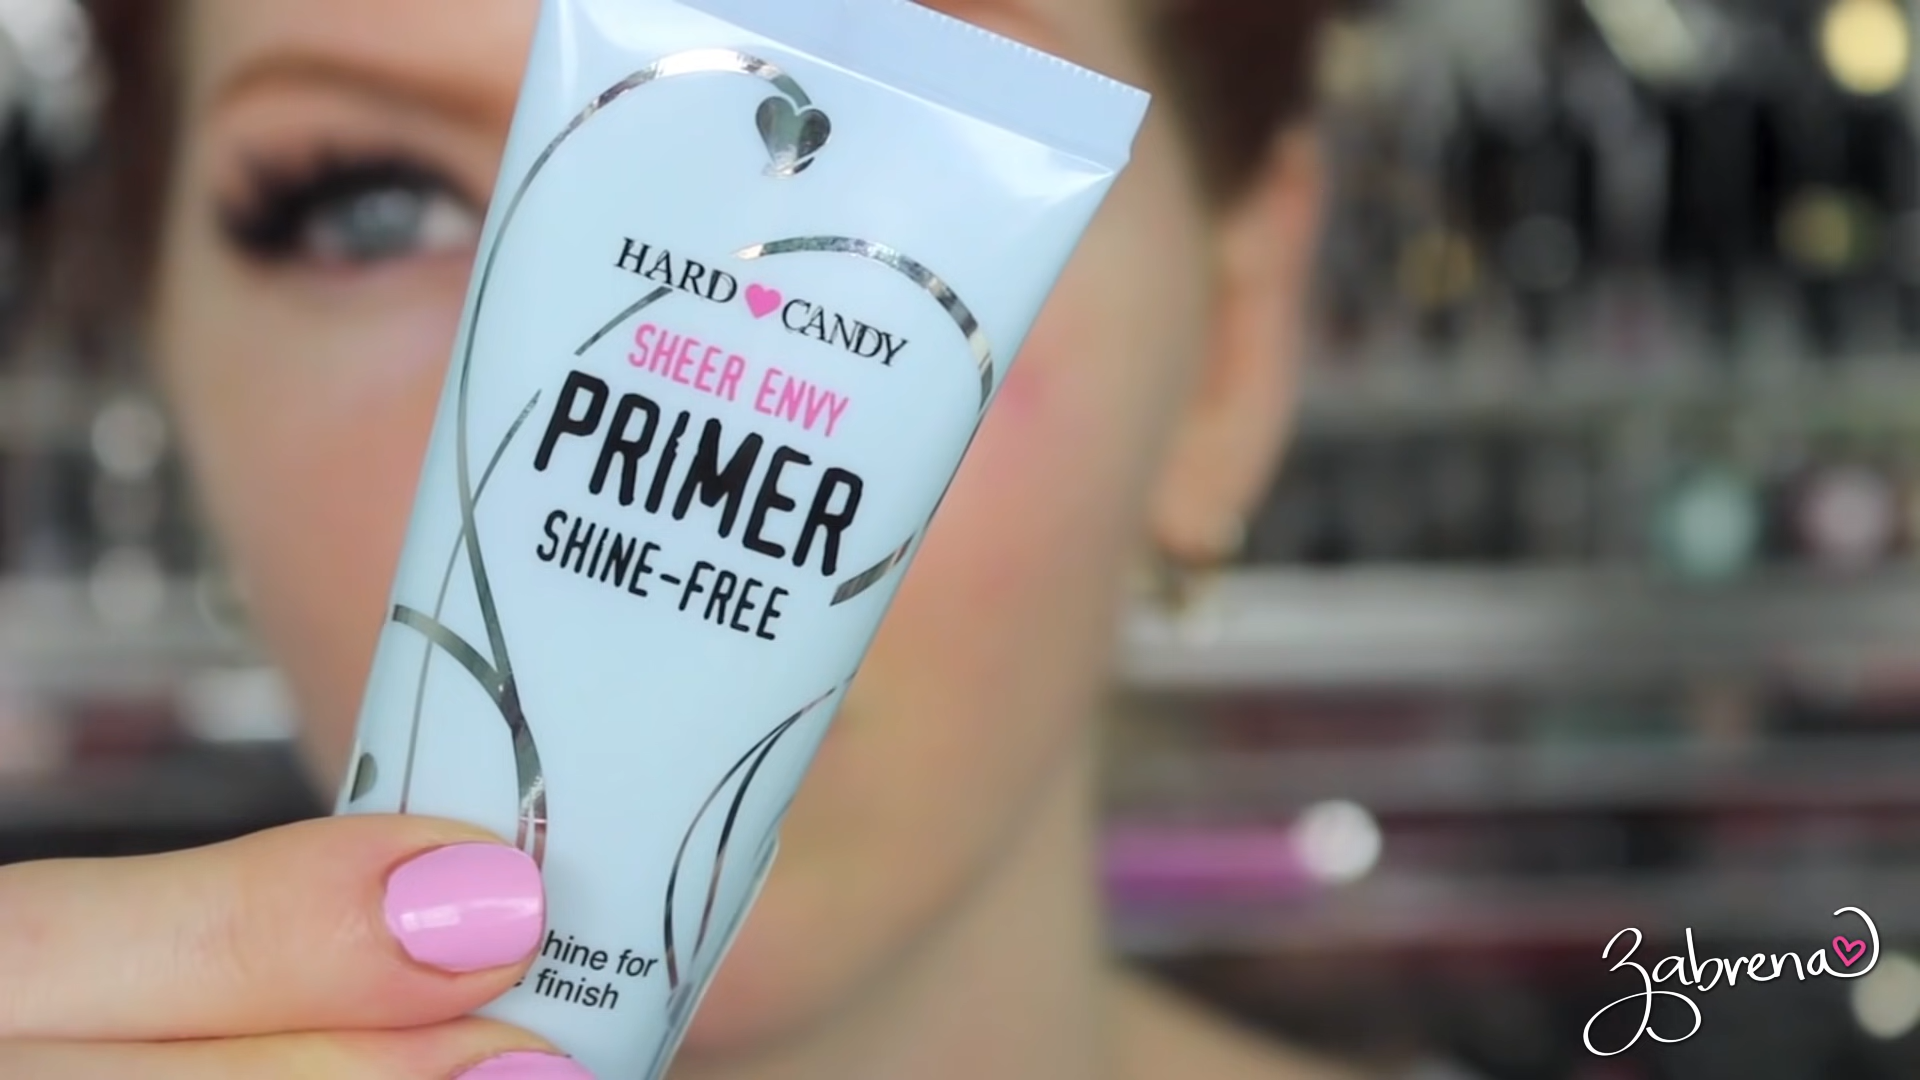 HARD CANDY
SHEER ENVY
PRIMER
SHINE-FREE
hine for
finish
Zabrena